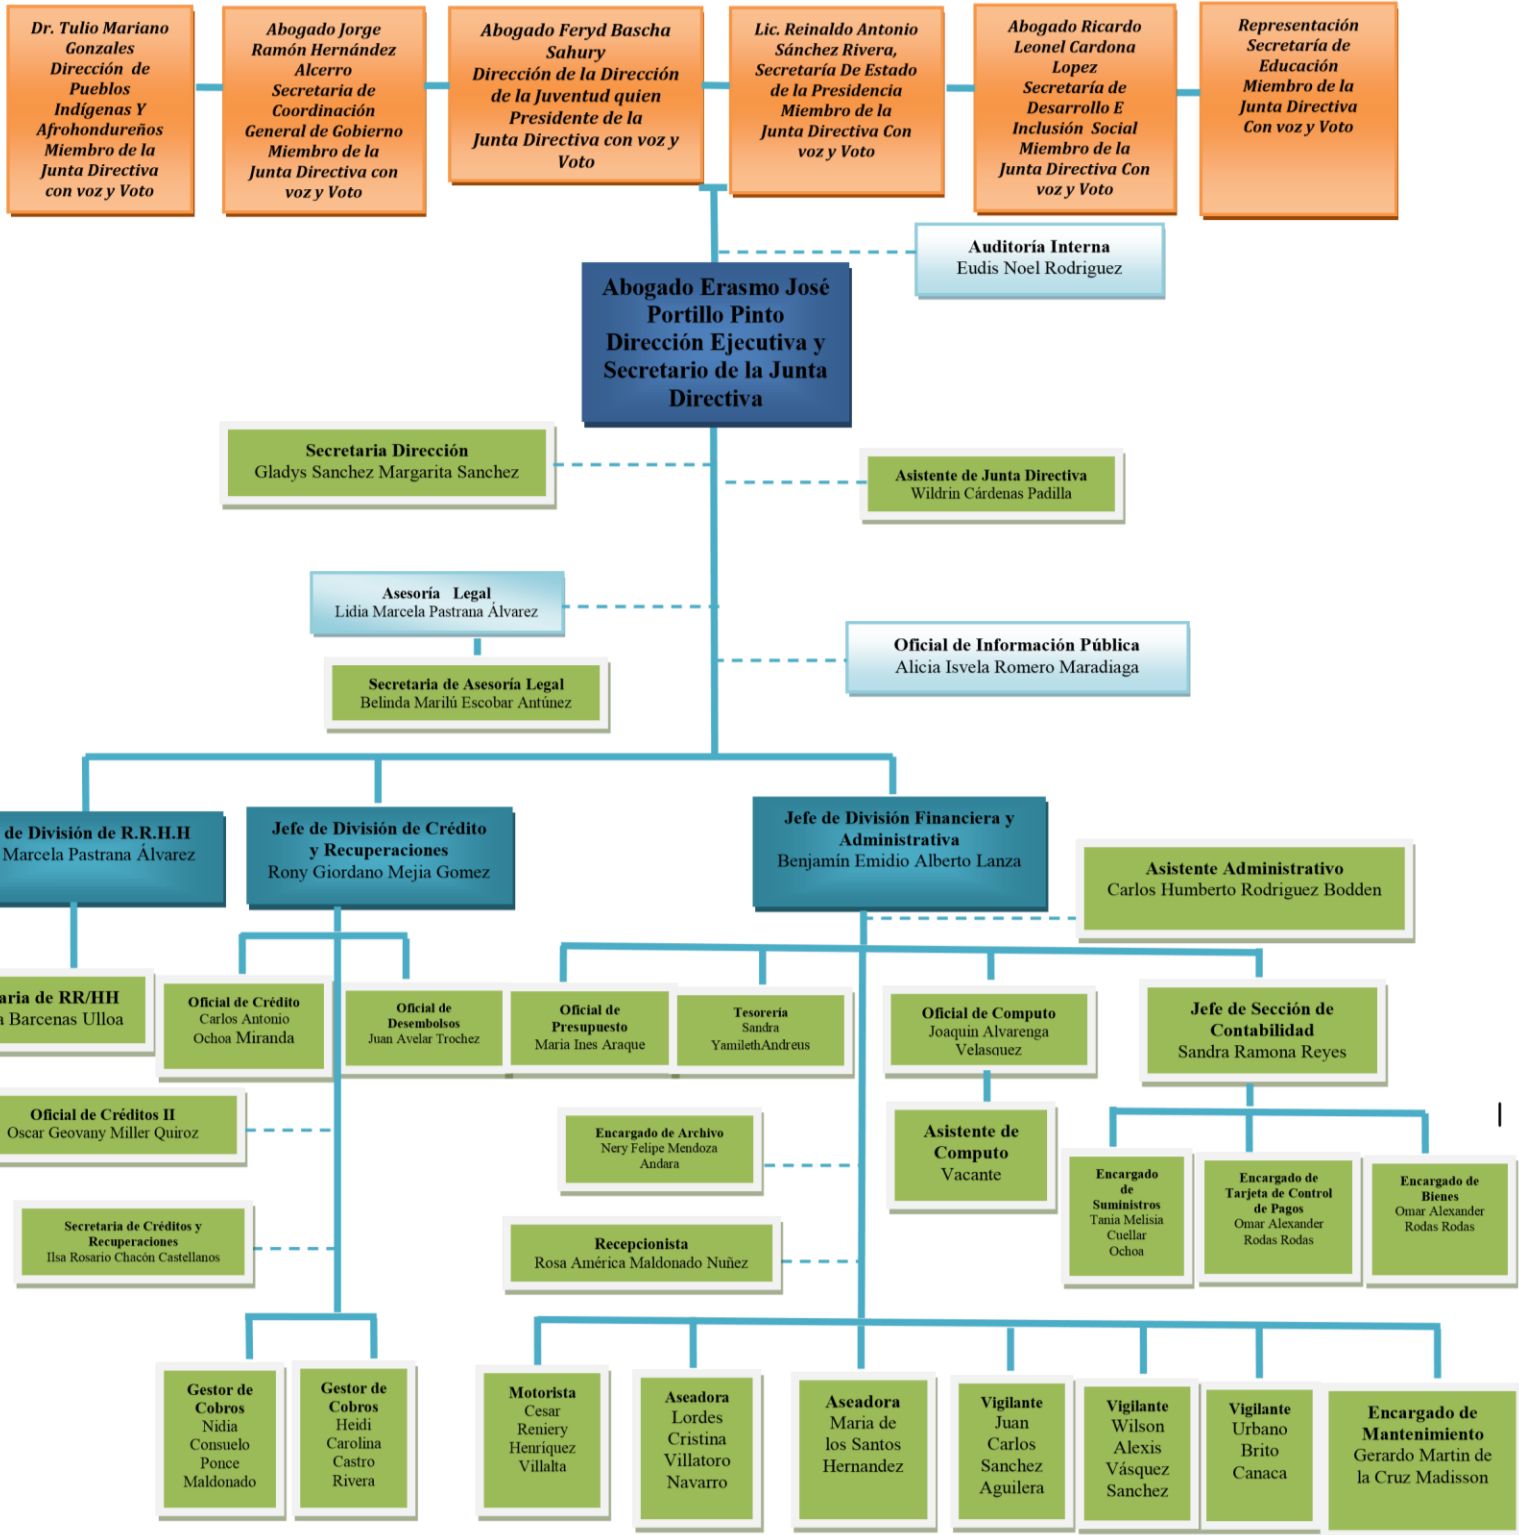 Dr. Tulio Mariano
Gonzales
Dirección de
Pueblos
Indígenas Y
Afrohondureños
Miembro de la
Junta Directiva
con voz y Voto
Abogado Jorge
Ramón Hernández
Alcerro
Secretaria de
Coordinación
General de Gobierno
Miembro de la
Junta Directiva con
voz y Voto
Abogado Feryd Bascha
Sahury
Dirección de la Dirección
de la Juventud quien
Presidente de la
Junta Directiva con voz y
Voto
Lic. Reinaldo Antonio
Sánchez Rivera,
Secretaría De Estado
de la Presidencia
Miembro de la
Junta Directiva Con
voz y Voto
Abogado Ricardo
Leonel Cardona
Lopez
Secretaría de
Desarrollo E
Inclusión Social
Miembro de la
Junta Directiva Con
voz y Voto
Representación
Secretaría de
Educación
Miembro de la
Junta Directiva
Con voz y Voto
Auditoría Interna
Eudis Noel Rodriguez
Abogado Erasmo José
Portillo Pinto
Dirección Ejecutiva y
Secretario de la Junta
Directiva
Secretaria Dirección
Gladys Sanchez Margarita Sanchez
Asistente de Junta Directiva
Wildrin Cárdenas Padilla
Asesoría Legal
Lidia Marcela Pastrana Álvarez
Oficial de Información Pública
Alicia Isvela Romero Maradiaga
Secretaria de Asesoría Legal
Belinda Marilú Escobar Antúnez
de División de R.R.H.H
Marcela Pastrana Álvarez
Jefe de División de Crédito
y Recuperaciones
Rony Giordano Mejia Gomez
Jefe de División Financiera y
Administrativa
Benjamín Emidio Alberto Lanza
Asistente Administrativo
Carlos Humberto Rodriguez Bodden
aria de RR/HH
a Barcenas Ulloa
Oficial de Crédito
Carlos Antonio
Ochoa Miranda
Oficial de
Desembolsos
Juan Avelar Trochez
Oficial de
Presupuesto
Maria Ines Araque
Tesorería
Sandra
YamilethAndreus
Oficial de Computo
Joaquin Alvarenga
Velasquez
Jefe de Sección de
Contabilidad
Sandra Ramona Reyes
Oficial de Créditos II
Oscar Geovany Miller Quiroz
Encargado de Archivo
Nery Felipe Mendoza
Andara
Asistente de
Computo
Vacante
Encargado
de
Suministros
Tania Melisia
Cuellar
Ochoa
Encargado de
Tarjeta de Control
de Pagos
Omar Alexander
Rodas Rodas
Encargado de
Bienes
Omar Alexander
Rodas Rodas
Secretaria de Créditos y
Recuperaciones
Ilsa Rosario Chacón Castellanos
Recepcionista
Rosa América Maldonado Nuñez
Gestor de
Cobros
Nidia
Consuelo
Ponce
Maldonado
Gestor de
Cobros
Heidi
Carolina
Castro
Rivera
Motorista
Cesar
Reniery
Henríquez
Villalta
Aseadora
Lordes
Cristina
Villatoro
Navarro
Aseadora
Maria de
los Santos
Hernandez
Vigilante
Juan
Carlos
Sanchez
Aguilera
Vigilante
Wilson
Alexis
Vásquez
Sanchez
Vigilante
Urbano
Brito
Canaca
Encargado de
Mantenimiento
Gerardo Martin de
la Cruz Madisson